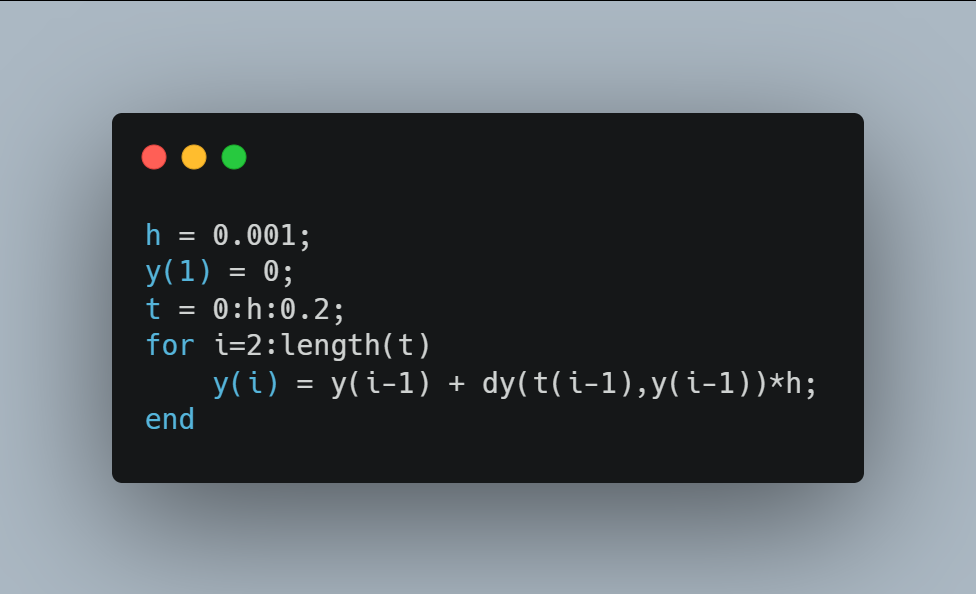 h = 0.001;
y(1) = 0;
t = 0:h:0.2;
for i=2:length(t)
    y(i) = y(i-1) + dy(t(i-1),y(i-1))*h;
end